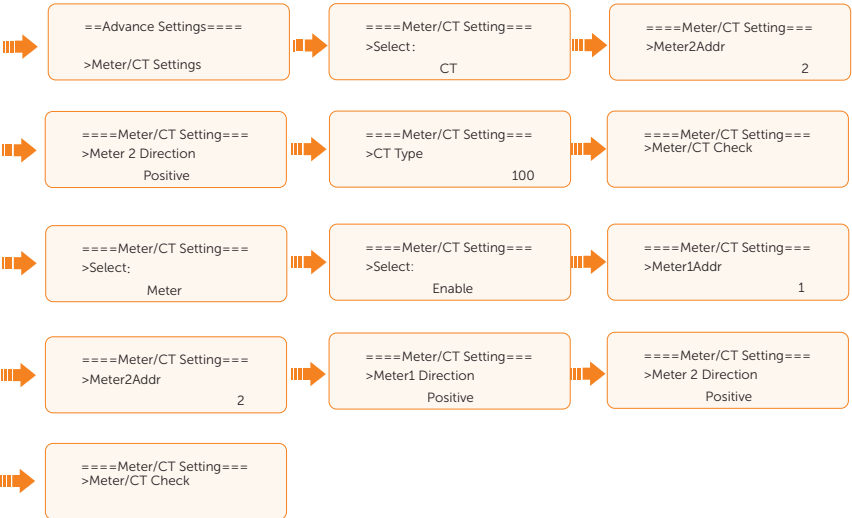 ==Advance Settings====
>Meter/CT Settings
====Meter/CT Setting===
>Select:
CT
====Meter/CT Setting===
>Meter2Addr
2
====Meter/CT Setting===
>Meter 2 Direction
Positive
====Meter/CT Setting===
>CT Type
100
====Meter/CT Setting===
>Meter/CT Check
====Meter/CT Setting===
>Select:
Meter
====Meter/CT Setting===
>Select:
Enable
====Meter/CT Setting===
>Meter1Addr
1
====Meter/CT Setting===
>Meter2Addr
2
====Meter/CT Setting===
>Meter1 Direction
Positive
====Meter/CT Setting===
>Meter 2 Direction
Positive
====Meter/CT Setting===
>Meter/CT Check